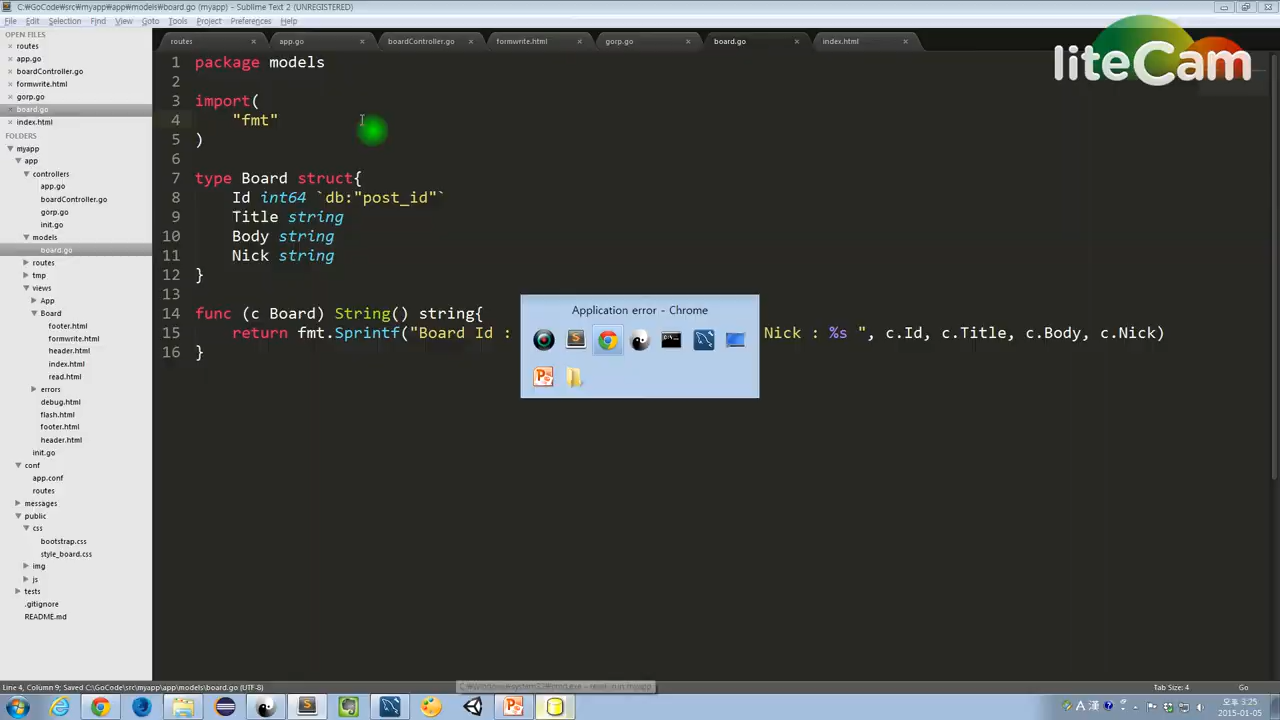 C:₩GoCode₩src₩myapp₩app₩models₩board.go (myapp) - Sublime Text 2 (UNREGISTERED)
File Edit Selection Find View Goto Tools Project Preferences Help
OPEN FILES
routes
app.go
boardController.go
formwrite.html
gorp.go
board.go
index.html
FOLDERS
myapp
app
controllers
app.go
boardController.go
gorp.go
init.go
models
board.go
routes
tmp
views
App
Board
footer.html
formwrite.html
header.html
index.html
read.html
errors
debug.html
flash.html
footer.html
header.html
init.go
conf
app.conf
routes
messages
public
css
bootstrap.css
style_board.css
img
js
tests
.gitignore
README.md
routes app.go boardController.go formwrite.html gorp.go board.go index.html
liteCam
1 package models
2
3 import(
4 "fmt"
5 )
6
7 type Board struct{
8 Id int64 `db:"post_id"`
9 Title string
10 Body string
11 Nick string
12 }
13
14 func (c Board) String() string{
15 return fmt.Sprintf("Board Id : Nick : %s ", c.Id, c.Title, c.Body, c.Nick)
16 }
Application error - Chrome
Line 4, Column 9; Saved C:\GoCode\src\myapp\app\models\board.go (UTF-8)
Tab Size: 4 Go
오후 3:25
2015-01-05